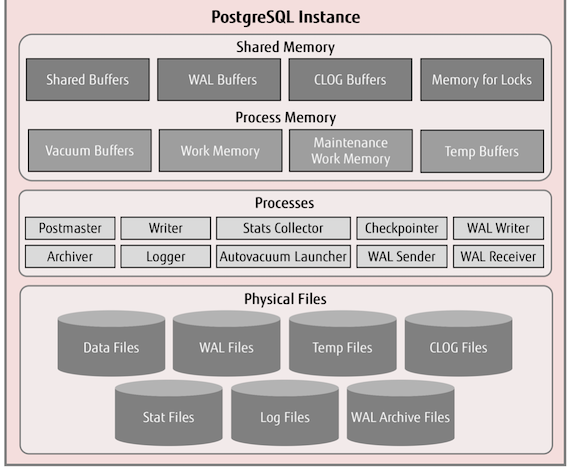 PostgreSQL Instance
Shared Memory
Shared Buffers
WAL Buffers
CLOG Buffers
Memory for Locks
Process Memory
Vacuum Buffers
Work Memory
Maintenance
Work Memory
Temp Buffers
Processes
Postmaster
Writer
Stats Collector
Checkpointer
WAL Writer
Archiver
Logger
Autovacuum Launcher
WAL Sender
WAL Receiver
Physical Files
Data Files
WAL Files
Temp Files
CLOG Files
Stat Files
Log Files
WAL Archive Files